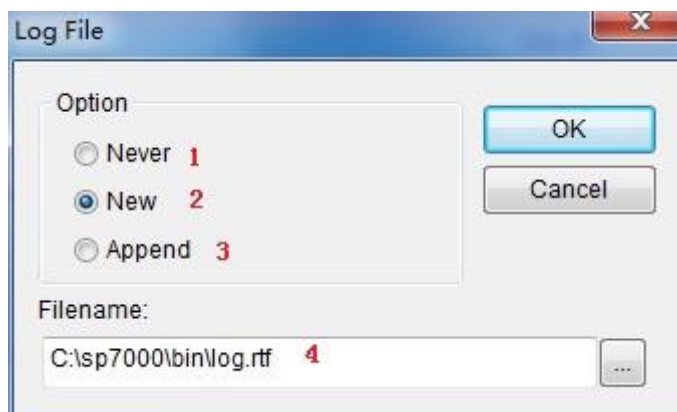 Log File
Option
Never 1
New 2
Append 3
OK
Cancel
Filename:
C:\sp7000\bin\log.rtf 4
...